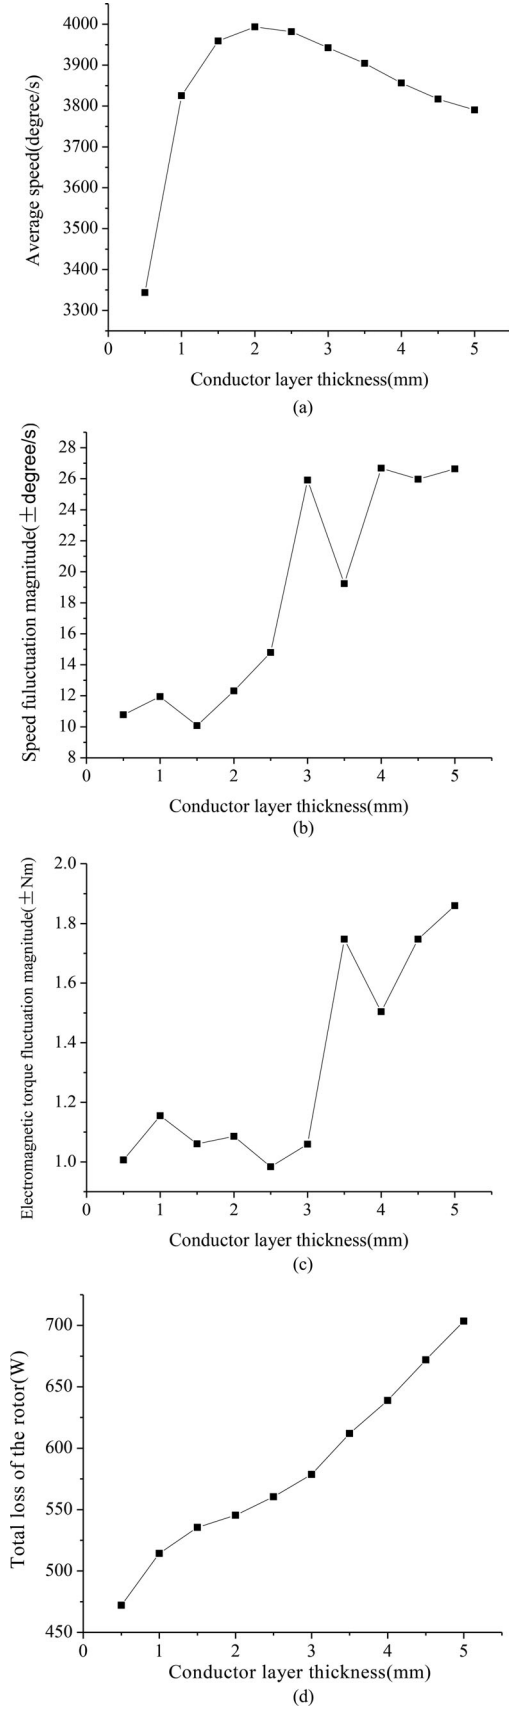 4000
3900
3800
3700
3600
3500
3400
3300
Average speed(degree/s)
0 1 2 3 4 5
Conductor layer thickness(mm)
(a)
28
26
24
22
20
18
16
14
12
10
8
Speed fuluctuation magnitude(±degree/s)
0 1 2 3 4 5
Conductor layer thickness(mm)
(b)
2.0
1.8
1.6
1.4
1.2
1.0
Electromagnetic torque fluctuation magnitude(±Nm)
0 1 2 3 4 5
Conductor layer thickness(mm)
(c)
700
650
600
550
500
450
Total loss of the rotor(W)
0 1 2 3 4 5
Conductor layer thickness(mm)
(d)